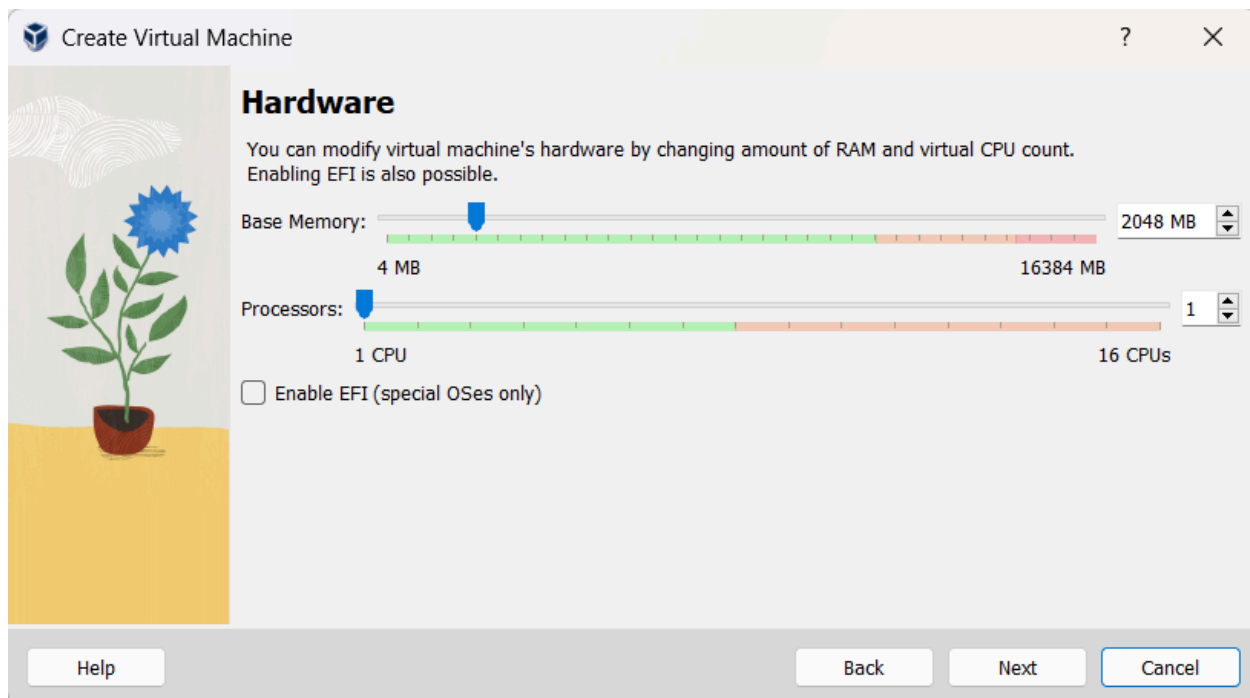 Create Virtual Machine ?
Hardware
You can modify virtual machine's hardware by changing amount of RAM and virtual CPU count.
Enabling EFI is also possible.
Base Memory: 2048 MB
4 MB 16384 MB
Processors: 1
1 CPU 16 CPUs
Enable EFI (special OSes only)
Help Back Next Cancel